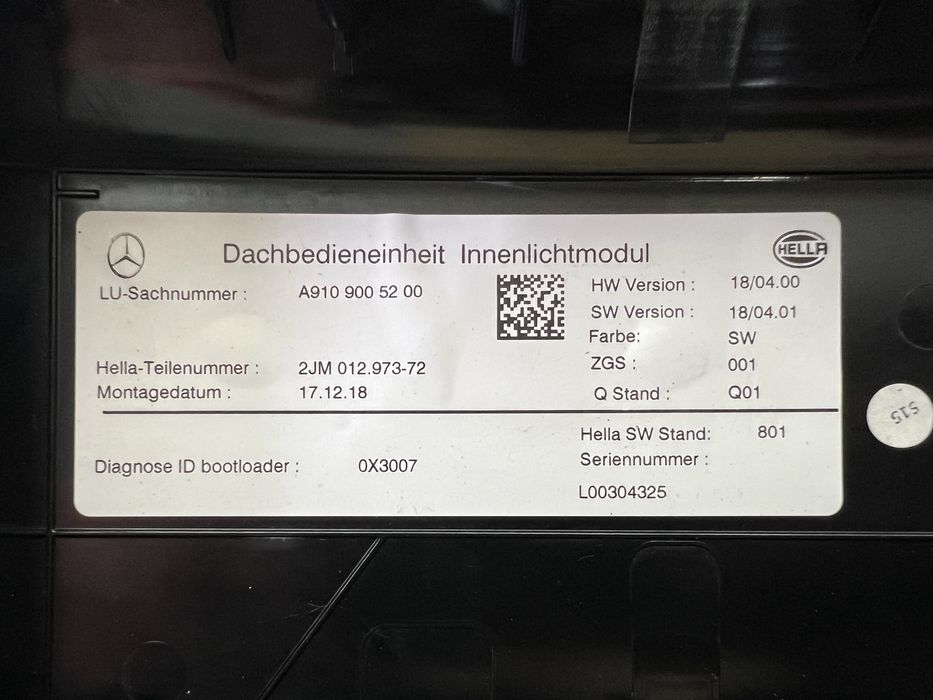 Dachbedieneinheit Innenlichtmodul
HELLA
LU-Sachnummer : A910 900 52 00
HW Version : 18/04.00
SW Version : 18/04.01
Farbe: SW
Hella-Teilenummer : 2JM 012.973-72
ZGS : 001
Montagedatum : 17.12.18
Q Stand : Q01
Hella SW Stand: 801
Diagnose ID bootloader : 0X3007
Seriennummer :
L00304325
515